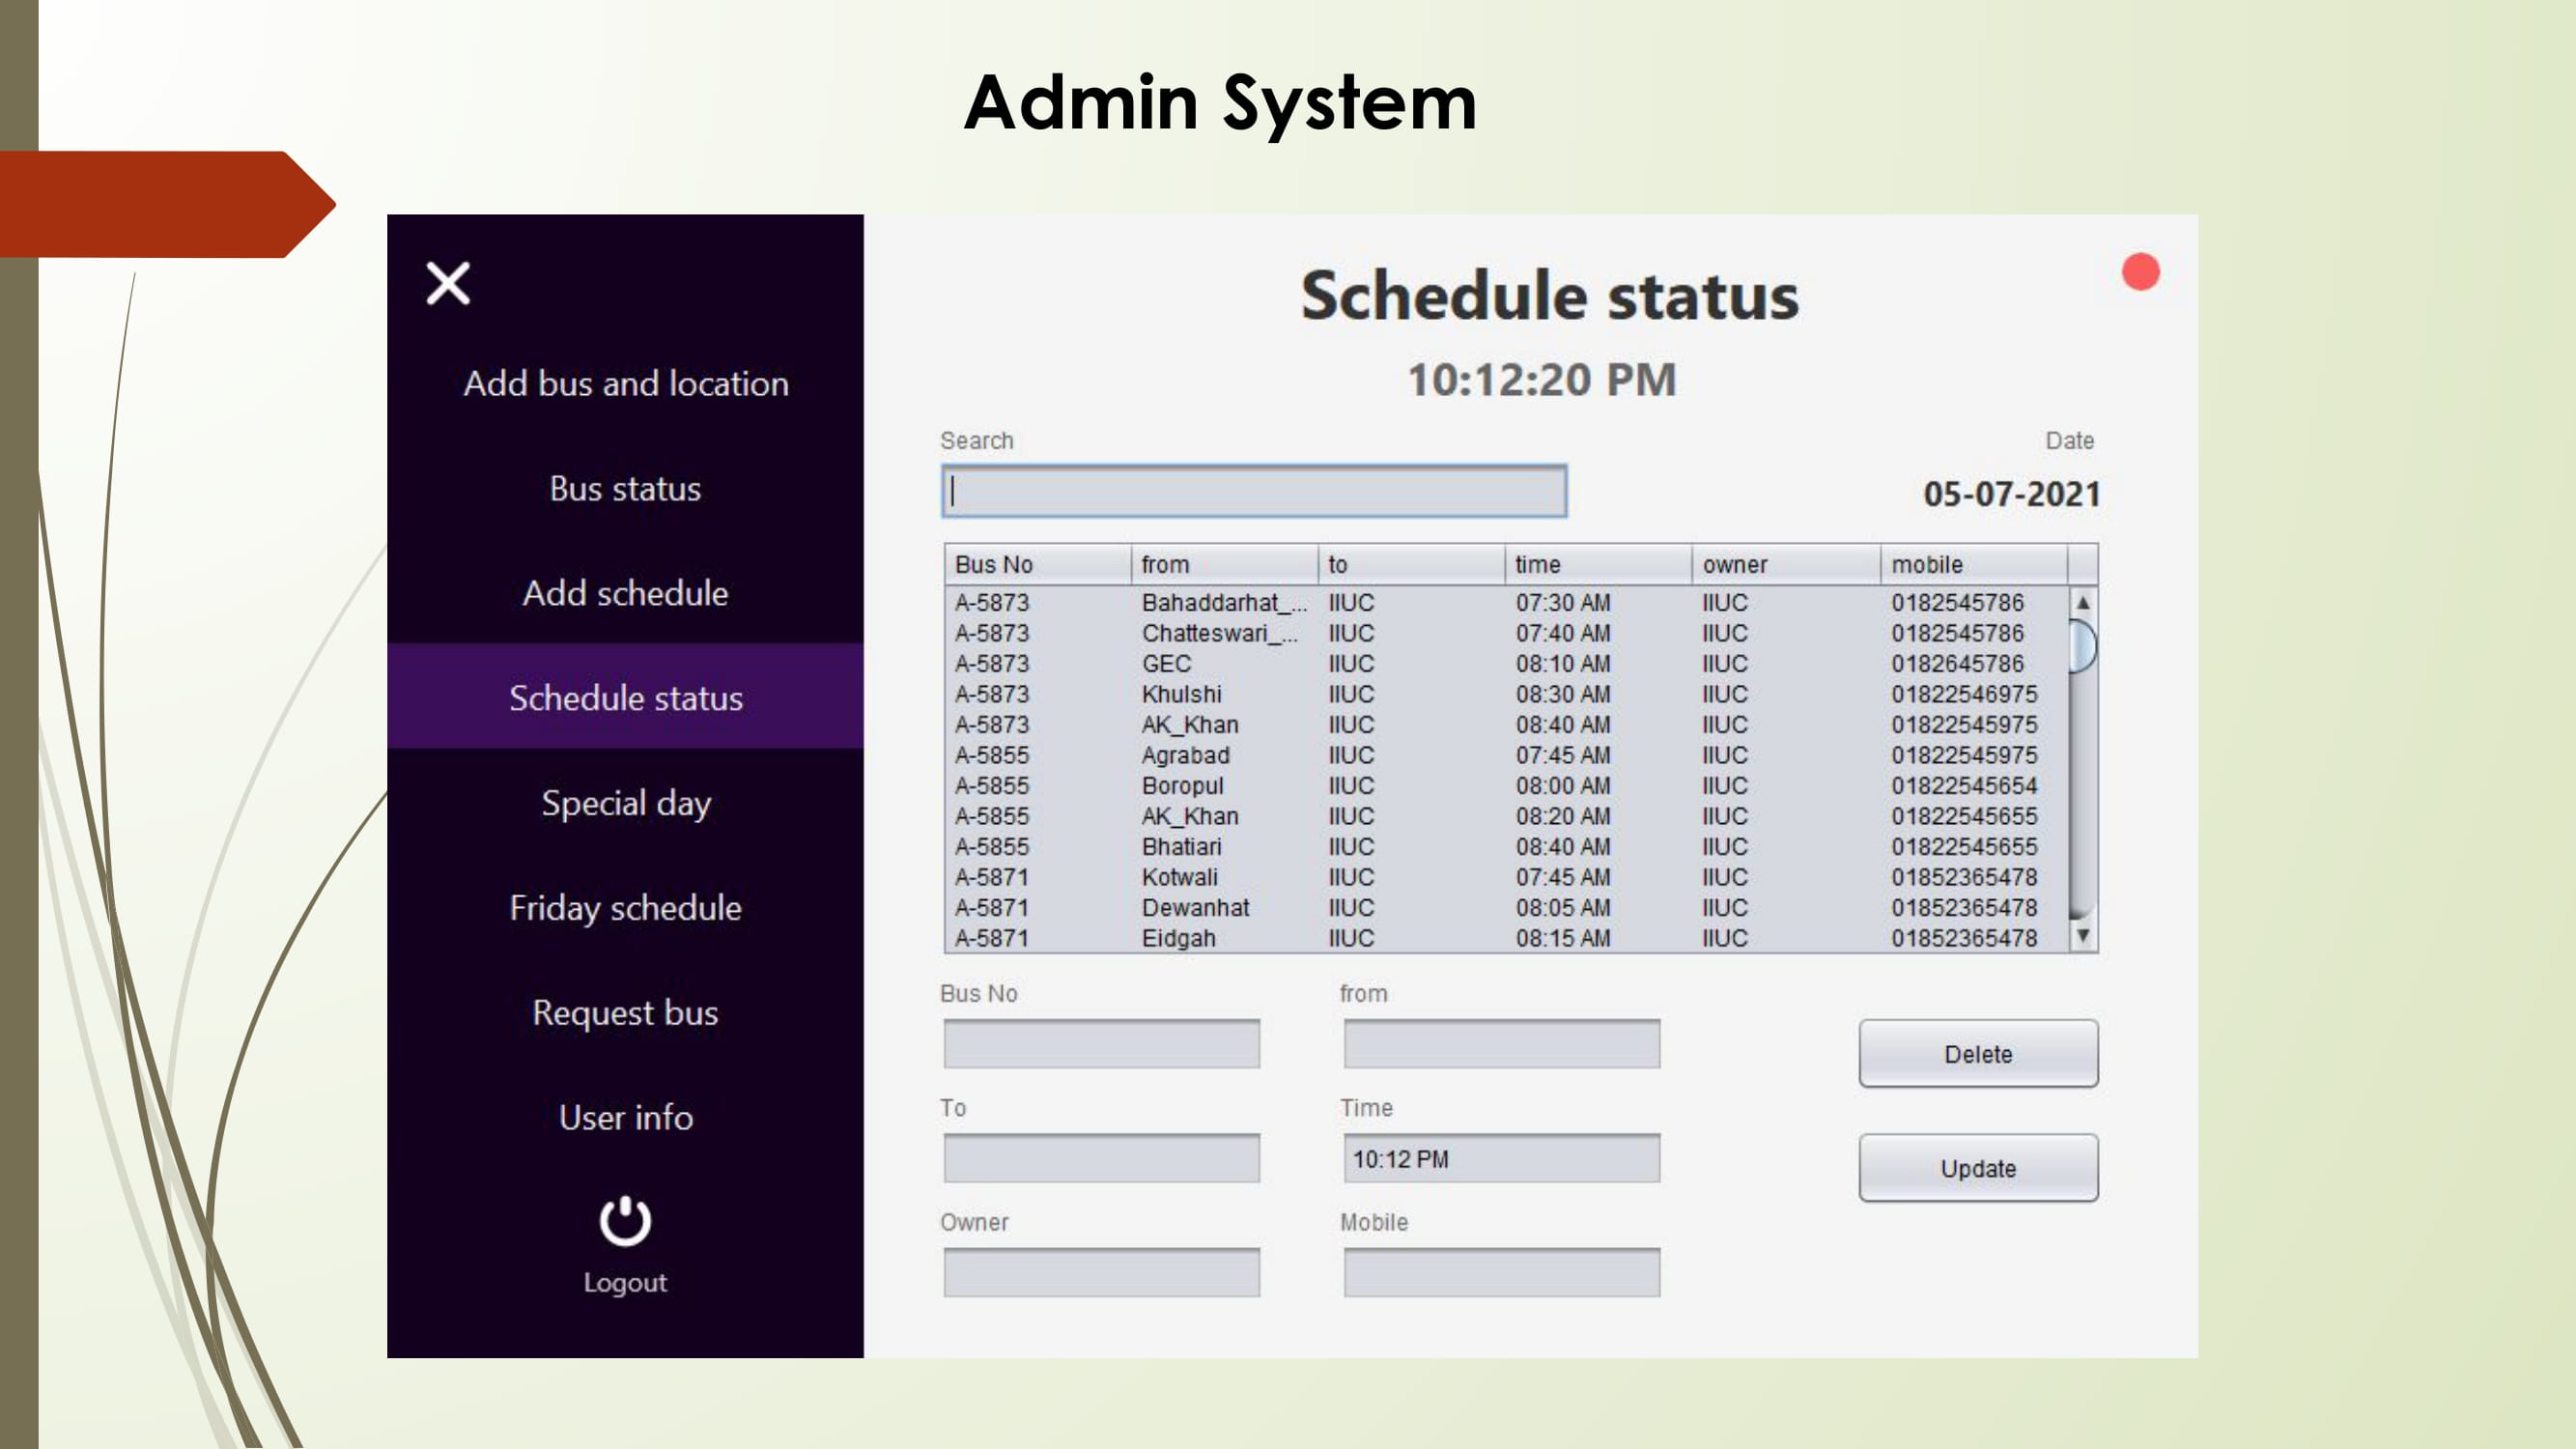 Admin System
Add bus and location
Bus status
Add schedule
Schedule status
Special day
Friday schedule
Request bus
User info
Logout
Schedule status
10:12:20 PM
Search
Date
05-07-2021
Bus No from to time owner mobile
A-5873 Bahaddarhat_... IIUC 07:30 AM IIUC 0182545786
A-5873 Chatteswari_... IIUC 07:40 AM IIUC 0182545786
A-5873 GEC IIUC 08:10 AM IIUC 0182645786
A-5873 Khulshi IIUC 08:30 AM IIUC 01822546975
A-5873 AK_Khan IIUC 08:40 AM IIUC 01822545975
A-5855 Agrabad IIUC 07:45 AM IIUC 01822545975
A-5855 Boropul IIUC 08:00 AM IIUC 01822545654
A-5855 AK_Khan IIUC 08:20 AM IIUC 01822545655
A-5855 Bhatiari IIUC 08:40 AM IIUC 01822545655
A-5871 Kotwali IIUC 07:45 AM IIUC 01852365478
A-5871 Dewanhat IIUC 08:05 AM IIUC 01852365478
A-5871 Eidgah IIUC 08:15 AM IIUC 01852365478
Bus No from
Delete
To Time
10:12 PM
Update
Owner Mobile